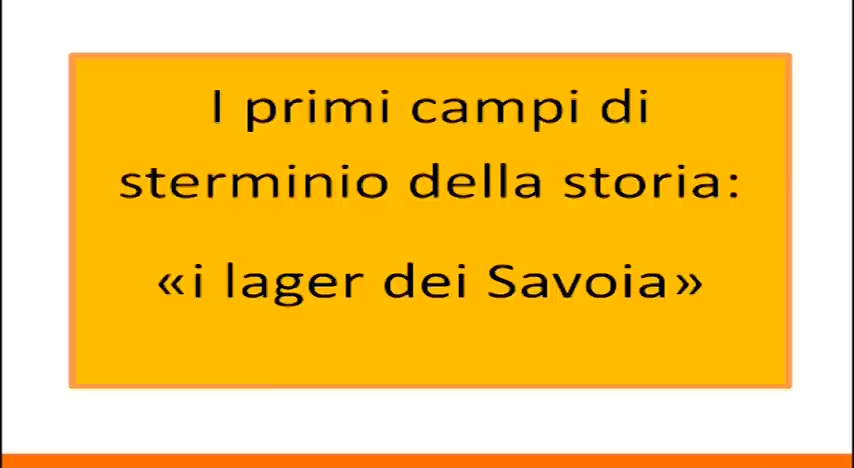 I primi campi di
sterminio della storia:
«i lager dei Savoia»